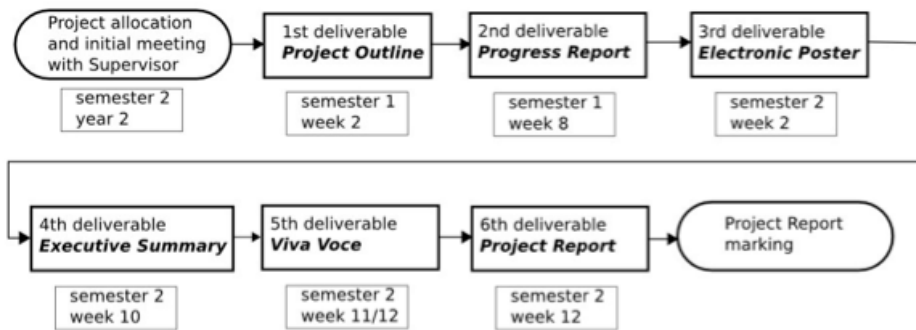 Project allocation
and initial meeting
with Supervisor
1st deliverable
Project Outline
2nd deliverable
Progress Report
3rd deliverable
Electronic Poster
semester 2
year 2
semester 1
week 2
semester 1
week 8
semester 2
week 2
4th deliverable
Executive Summary
5th deliverable
Viva Voce
6th deliverable
Project Report
Project Report
marking
semester 2
week 10
semester 2
week 11/12
semester 2
week 12